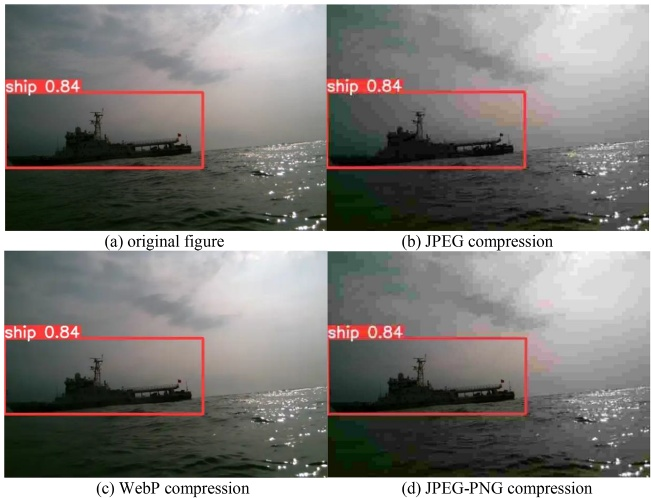 ship 0.84
ship 0.84
(a) original figure
(b) JPEG compression
ship 0.84
ship 0.84
(c) WebP compression
(d) JPEG-PNG compression